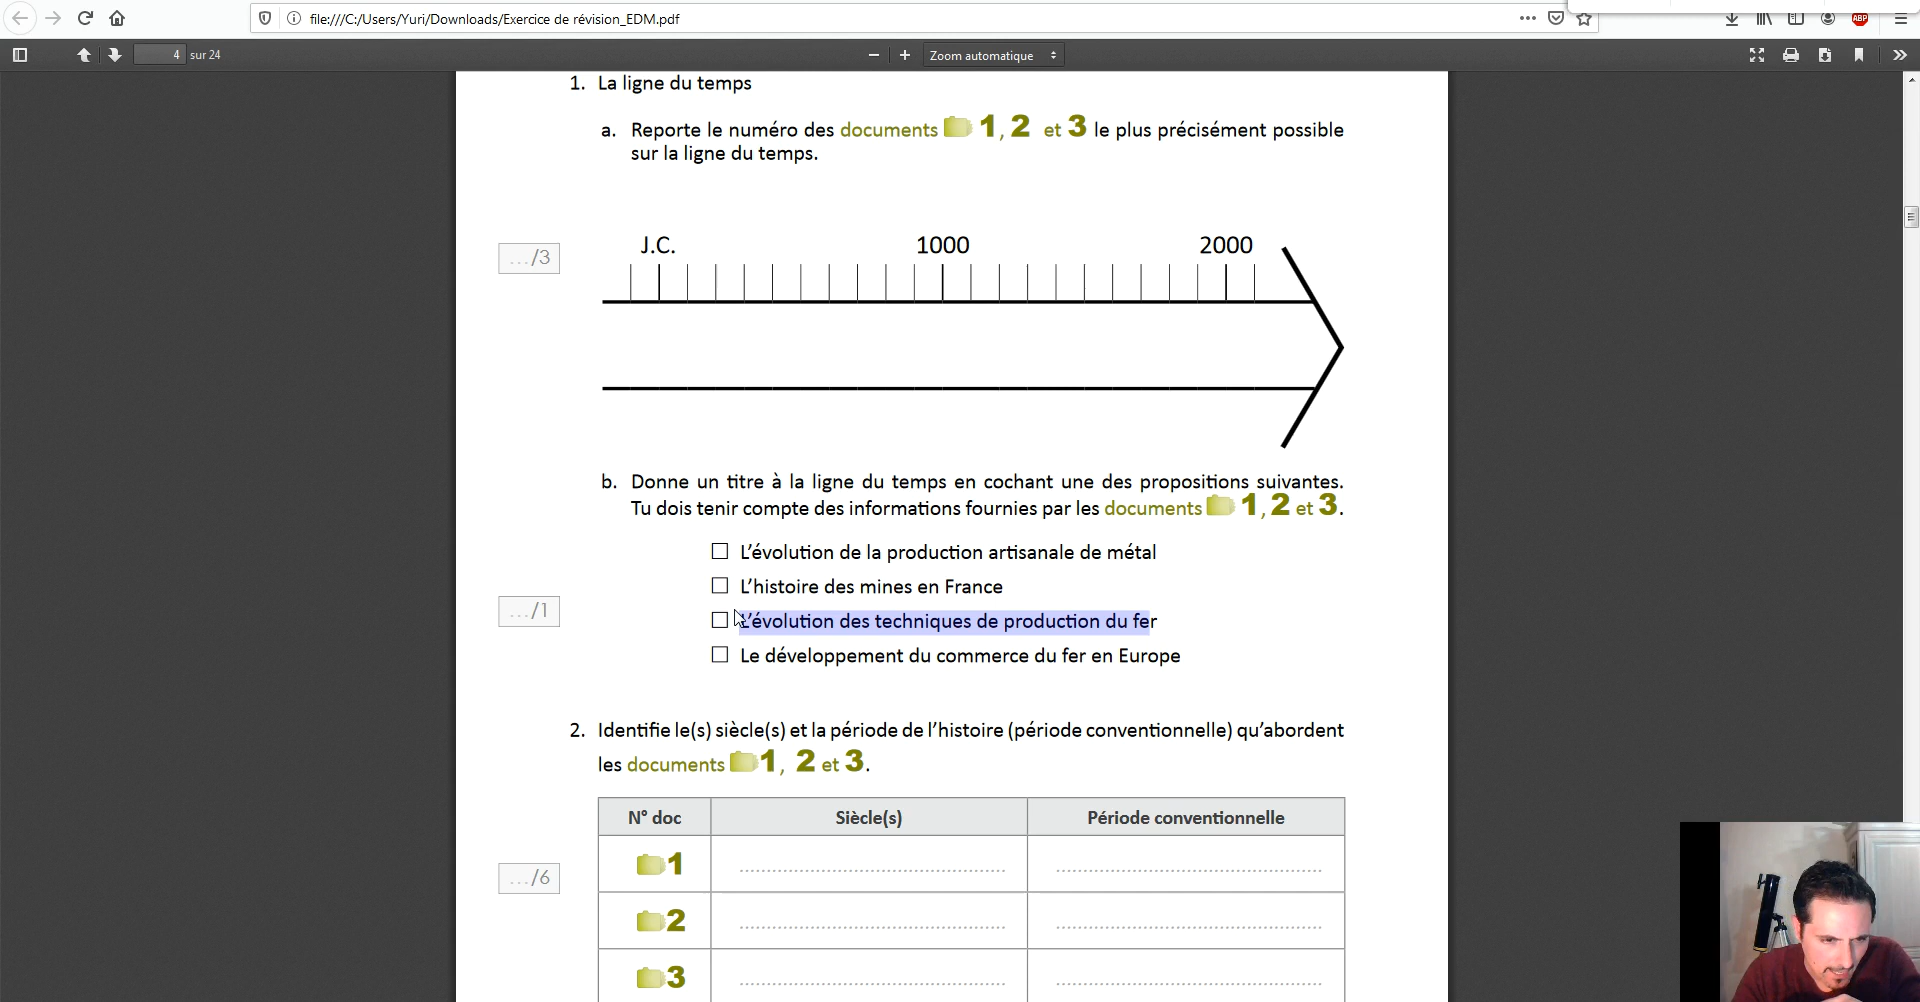 file:///C:/Users/Yuri/Downloads/Exercice de révision_EDM.pdf
ABP
4 sur 24
Zoom automatique
1. La ligne du temps
a. Reporte le numéro des documents 1, 2 et 3 le plus précisément possible
sur la ligne du temps.
…/3
J.C. 1000 2000
b. Donne un titre à la ligne du temps en cochant une des propositions suivantes.
Tu dois tenir compte des informations fournies par les documents 1, 2 et 3.
L’évolution de la production artisanale de métal
L’histoire des mines en France
…/1
L’évolution des techniques de production du fer
Le développement du commerce du fer en Europe
2. Identifie le(s) siècle(s) et la période de l’histoire (période conventionnelle) qu’abordent
les documents 1, 2 et 3.
N° doc Siècle(s) Période conventionnelle
…/6
1
2
3